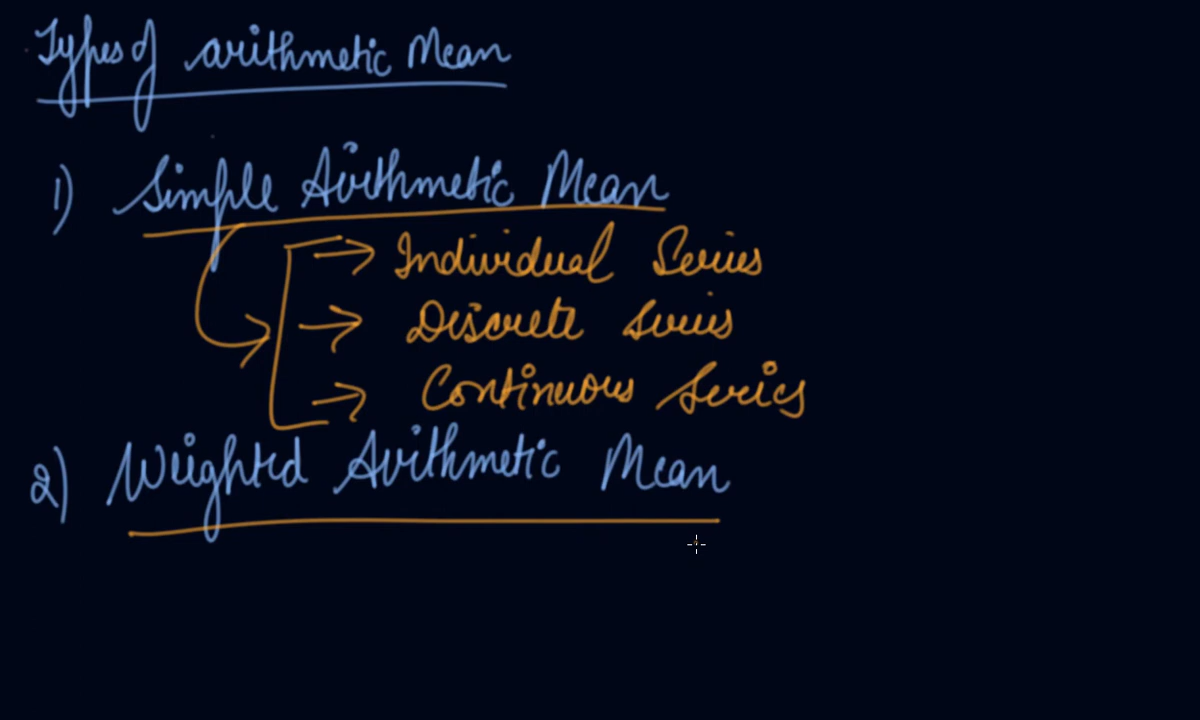 Types of arithmetic Mean
1) Simple Arithmetic Mean
→ Individual Series
→ Discrete Series
→ Continuous Series
2) Weighted Arithmetic Mean